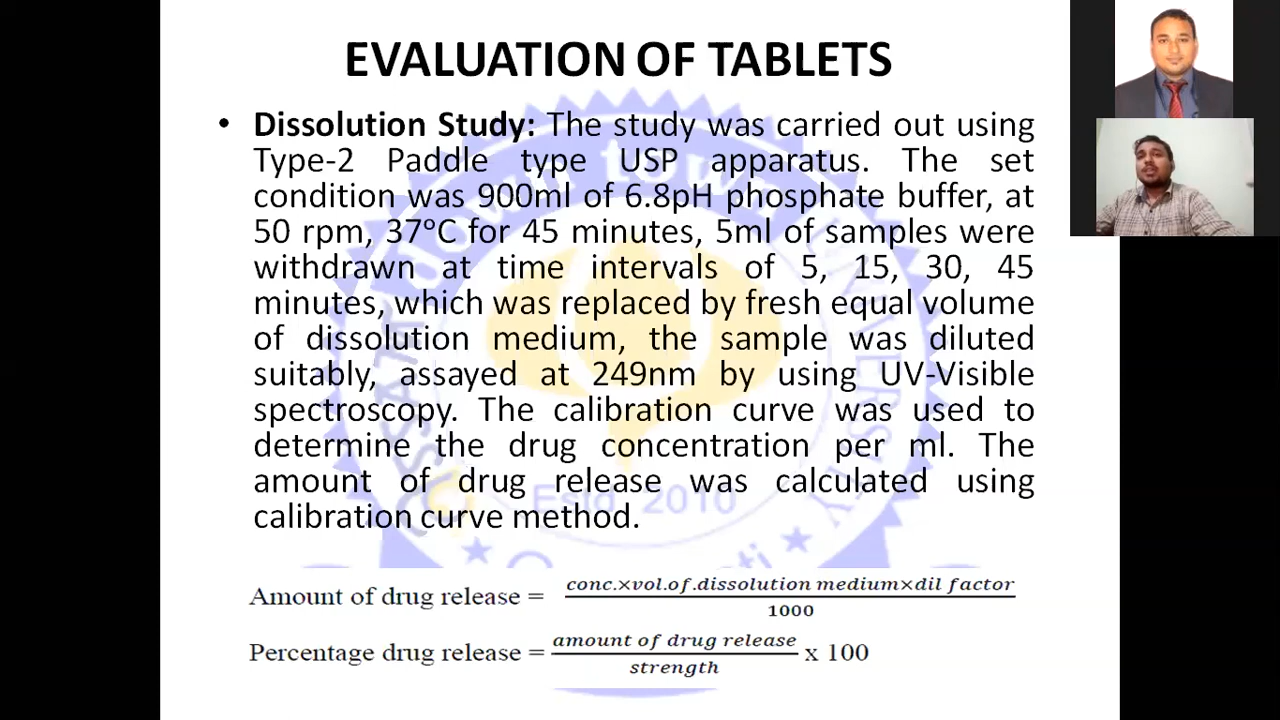 EVALUATION OF TABLETS
• Dissolution Study: The study was carried out using
Type-2 Paddle type USP apparatus. The set
condition was 900ml of 6.8pH phosphate buffer, at
50 rpm, 37°C for 45 minutes, 5ml of samples were
withdrawn at time intervals of 5, 15, 30, 45
minutes, which was replaced by fresh equal volume
of dissolution medium, the sample was diluted
suitably, assayed at 249nm by using UV-Visible
spectroscopy. The calibration curve was used to
determine the drug concentration per ml. The
amount of drug release was calculated using
calibration curve method.
Estd. 2010
Amount of drug release = conc.×vol.of.dissolution medium×dil factor
1000
Percentage drug release = amount of drug release x 100
strength